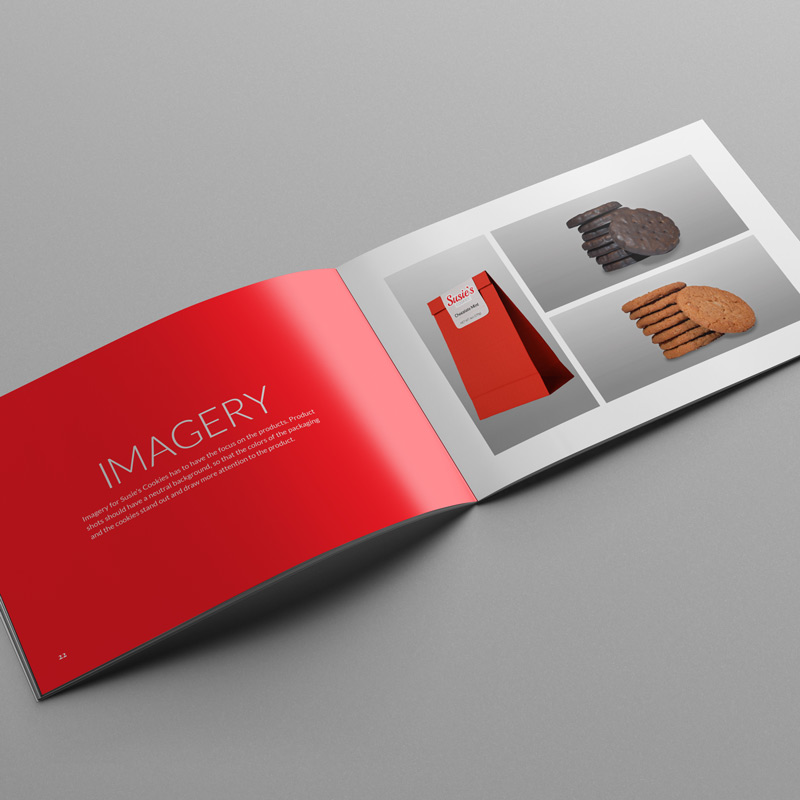 IMAGERY
Imagery for Susie's Cookies has to have the focus on the products. Product
shots should have a neutral background, so that the colors of the packaging
and the cookies stand out and draw more attention to the product.
22
Susie's
Chocolate Mint